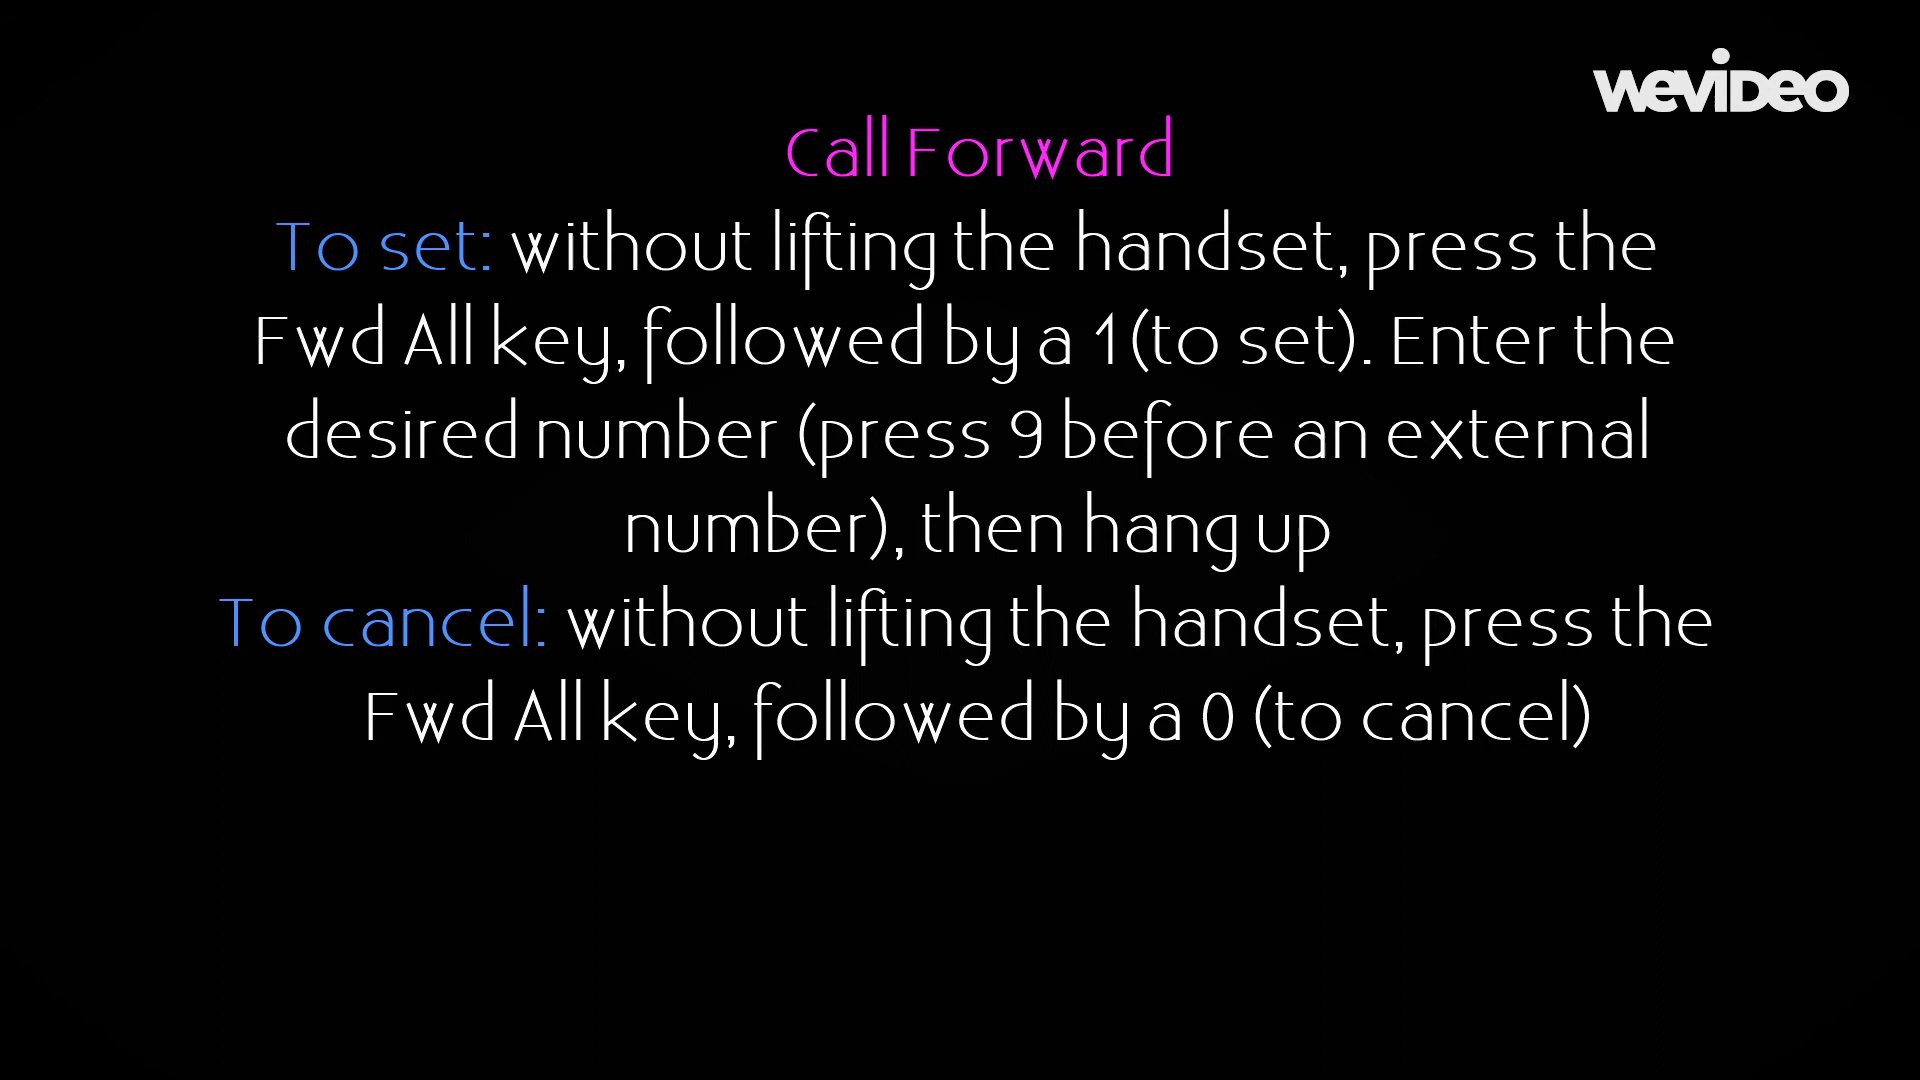 wevideo
Call Forward
To set: without lifting the handset, press the
Fwd All key, followed by a 1 (to set). Enter the
desired number (press 9 before an external
number), then hang up
To cancel: without lifting the handset, press the
Fwd All key, followed by a 0 (to cancel)